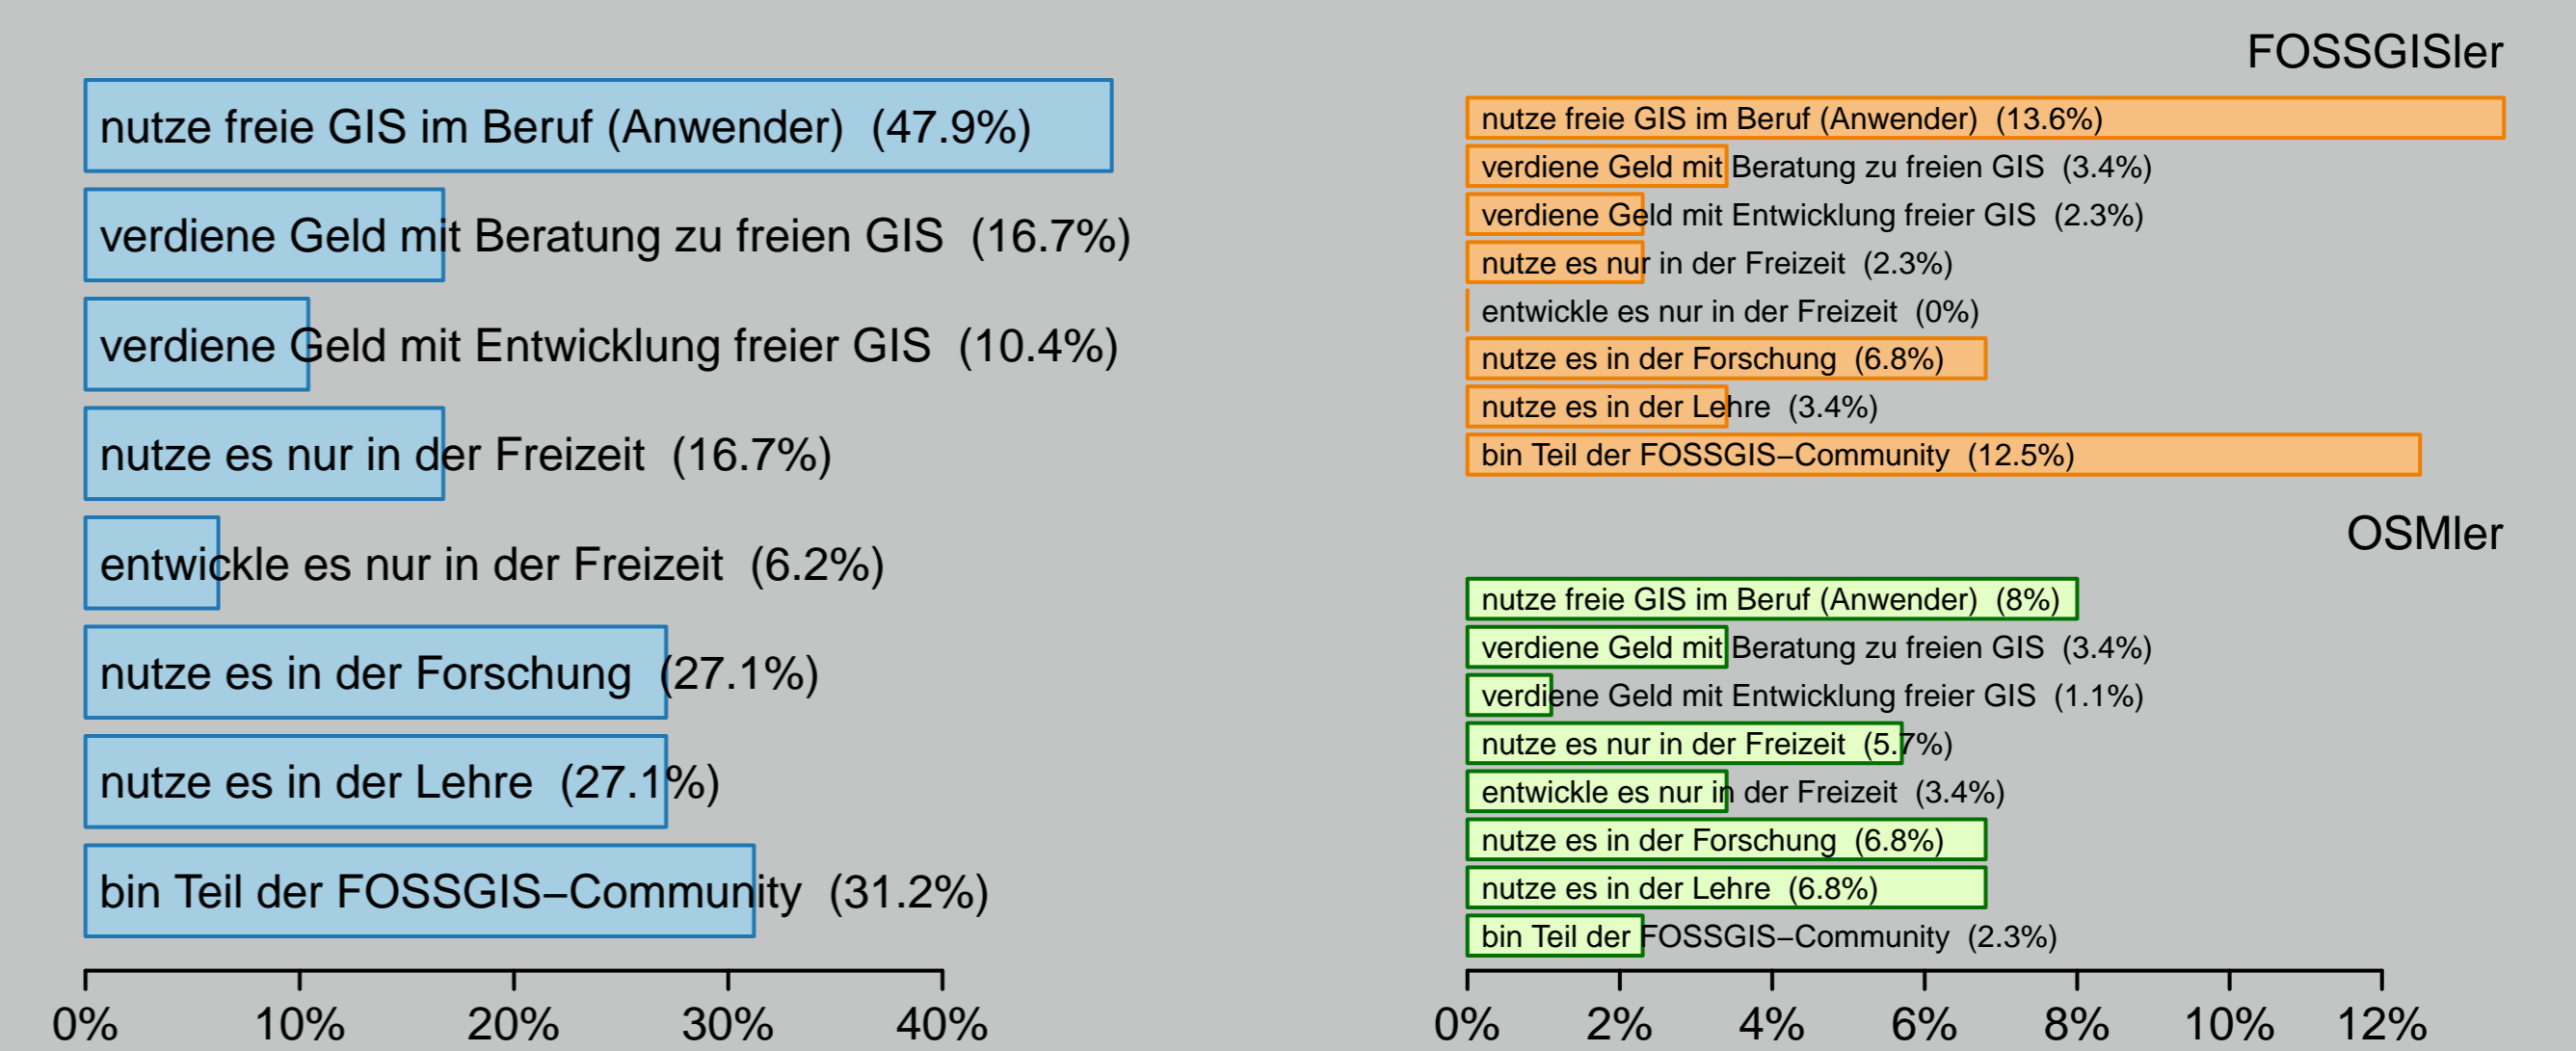 nutze freie GIS im Beruf (Anwender) (47.9%)
verdiene Geld mit Beratung zu freien GIS (16.7%)
verdiene Geld mit Entwicklung freier GIS (10.4%)
nutze es nur in der Freizeit (16.7%)
entwickle es nur in der Freizeit (6.2%)
nutze es in der Forschung (27.1%)
nutze es in der Lehre (27.1%)
bin Teil der FOSSGIS−Community (31.2%)
0% 10% 20% 30% 40%
FOSSGISler
nutze freie GIS im Beruf (Anwender) (13.6%)
verdiene Geld mit Beratung zu freien GIS (3.4%)
verdiene Geld mit Entwicklung freier GIS (2.3%)
nutze es nur in der Freizeit (2.3%)
entwickle es nur in der Freizeit (0%)
nutze es in der Forschung (6.8%)
nutze es in der Lehre (3.4%)
bin Teil der FOSSGIS−Community (12.5%)
OSMler
nutze freie GIS im Beruf (Anwender) (8%)
verdiene Geld mit Beratung zu freien GIS (3.4%)
verdiene Geld mit Entwicklung freier GIS (1.1%)
nutze es nur in der Freizeit (5.7%)
entwickle es nur in der Freizeit (3.4%)
nutze es in der Forschung (6.8%)
nutze es in der Lehre (6.8%)
bin Teil der FOSSGIS−Community (2.3%)
0% 2% 4% 6% 8% 10% 12%